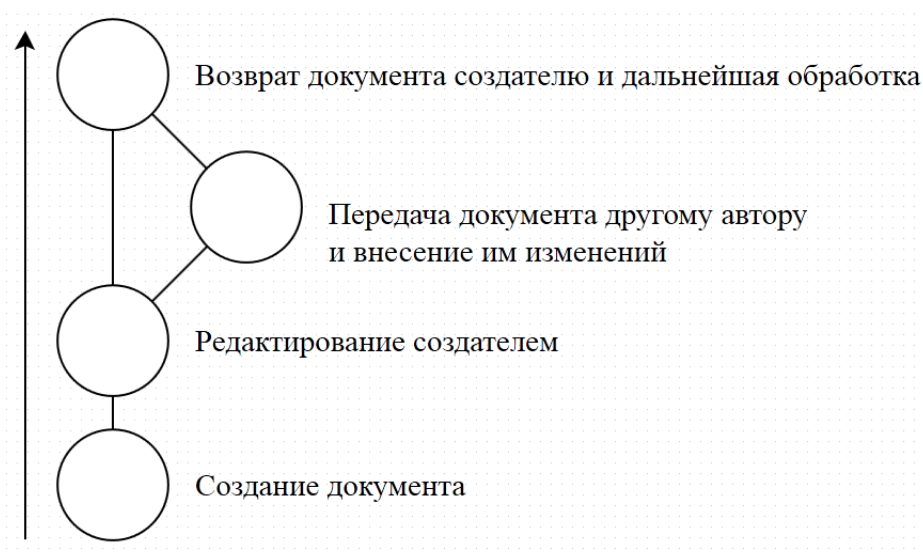 Возврат документа создателю и дальнейшая обработка
Передача документа другому автору
и внесение им изменений
Редактирование создателем
Создание документа